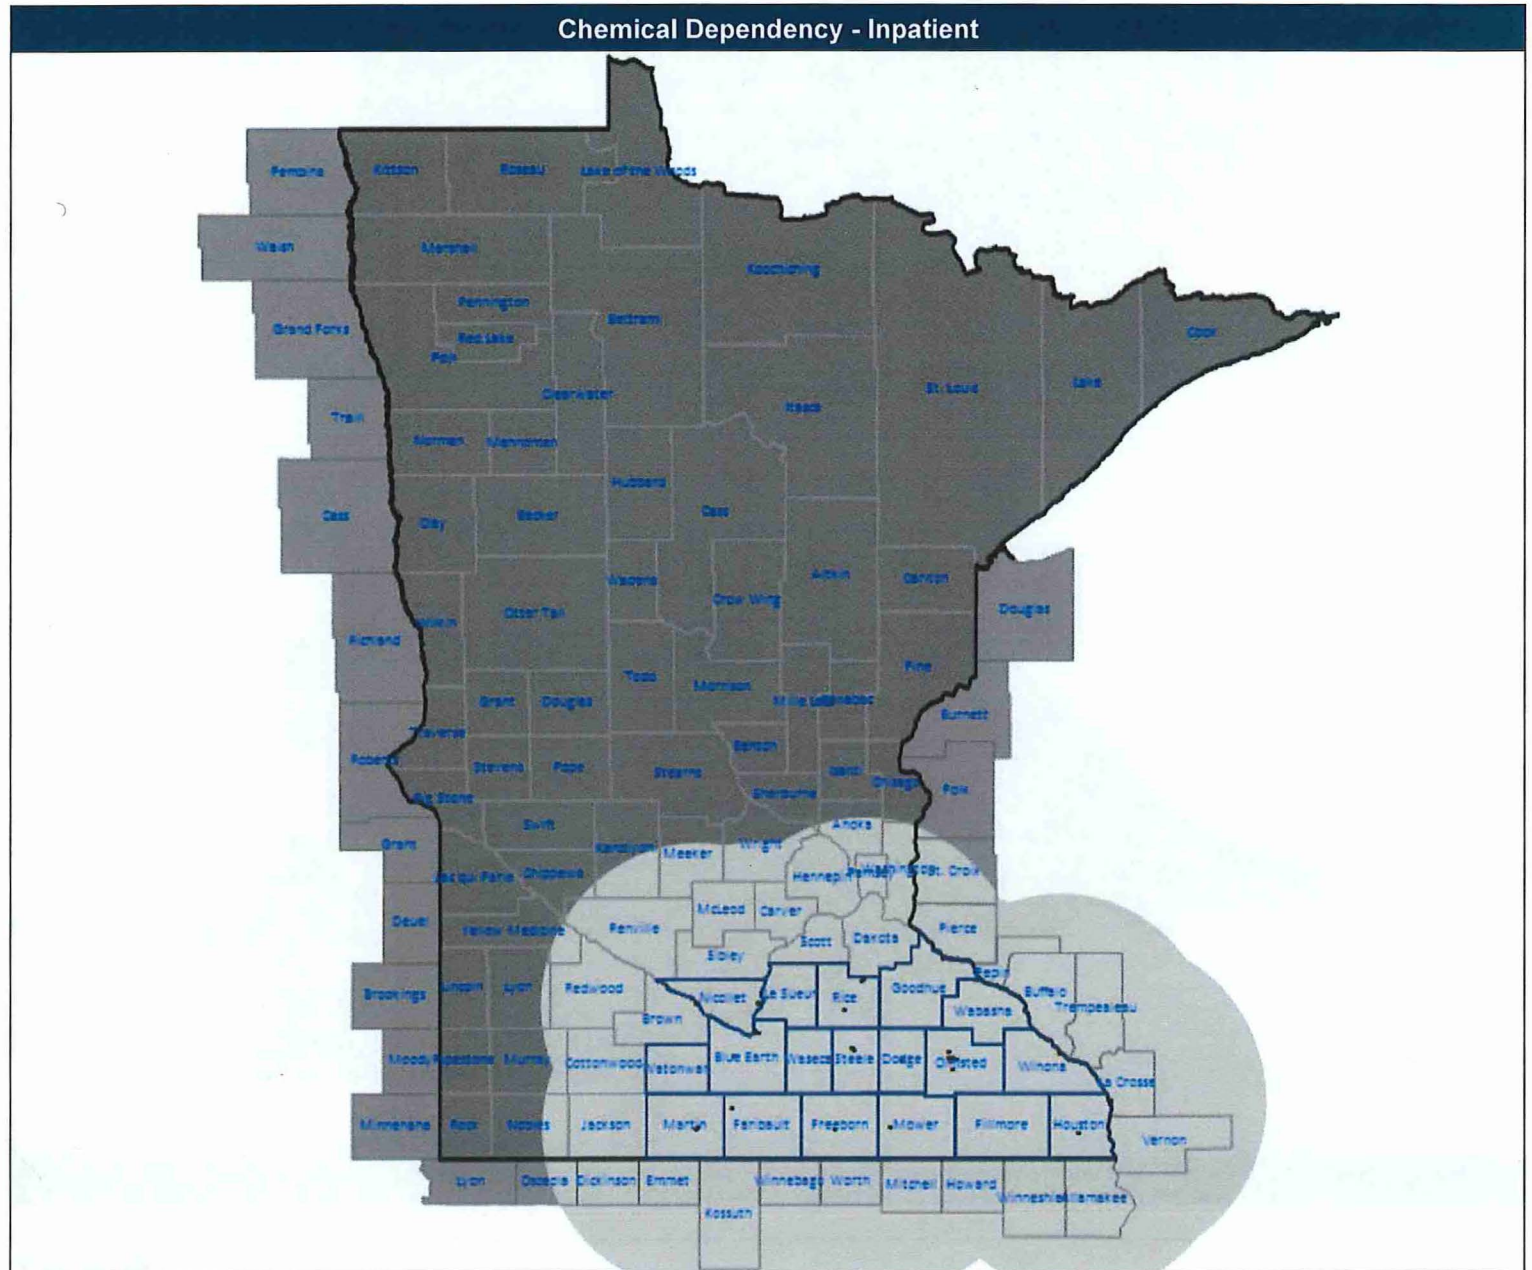 Chemical Dependency - Inpatient
Pembina
Kittson
Roseau
Lake of the Woods
Walsh
Marshall
Koochiching
Pennington
Grand Forks
Beltrami
Red Lake
Cook
Polk
Clearwater
St. Louis
Lake
Itasca
Traill
Norman
Mahnomen
Hubbard
Cass
Cass
Clay
Becker
Aitkin
Carlton
Wadena
Crow Wing
Douglas
Otter Tail
Wilkin
Richland
Pine
Todd
Morrison
Grant
Douglas
Mille Lacs
Kanabec
Burnett
Traverse
Benton
Roberts
Stevens
Pope
Stearns
Isanti
Chisago
Polk
Sherburne
Big Stone
Swift
Anoka
Grant
Kandiyohi
Meeker
Wright
Lac qui Parle
Chippewa
Hennepin
Ramsey
Washington
St. Croix
McLeod
Carver
Deuel
Yellow Medicine
Renville
Scott
Dakota
Pierce
Sibley
Pepin
Brookings
Lincoln
Lyon
Redwood
Nicollet
Le Sueur
Rice
Goodhue
Buffalo
Trempealeau
Wabasha
Brown
Moody
Pipestone
Murray
Cottonwood
Watonwan
Blue Earth
Waseca
Steele
Dodge
Olmsted
Winona
La Crosse
Minnehaha
Rock
Nobles
Jackson
Martin
Faribault
Freeborn
Mower
Fillmore
Houston
Vernon
Lyon
Osceola
Dickinson
Emmet
Winnebago
Worth
Mitchell
Howard
Winneshiek
Allamakee
Kossuth